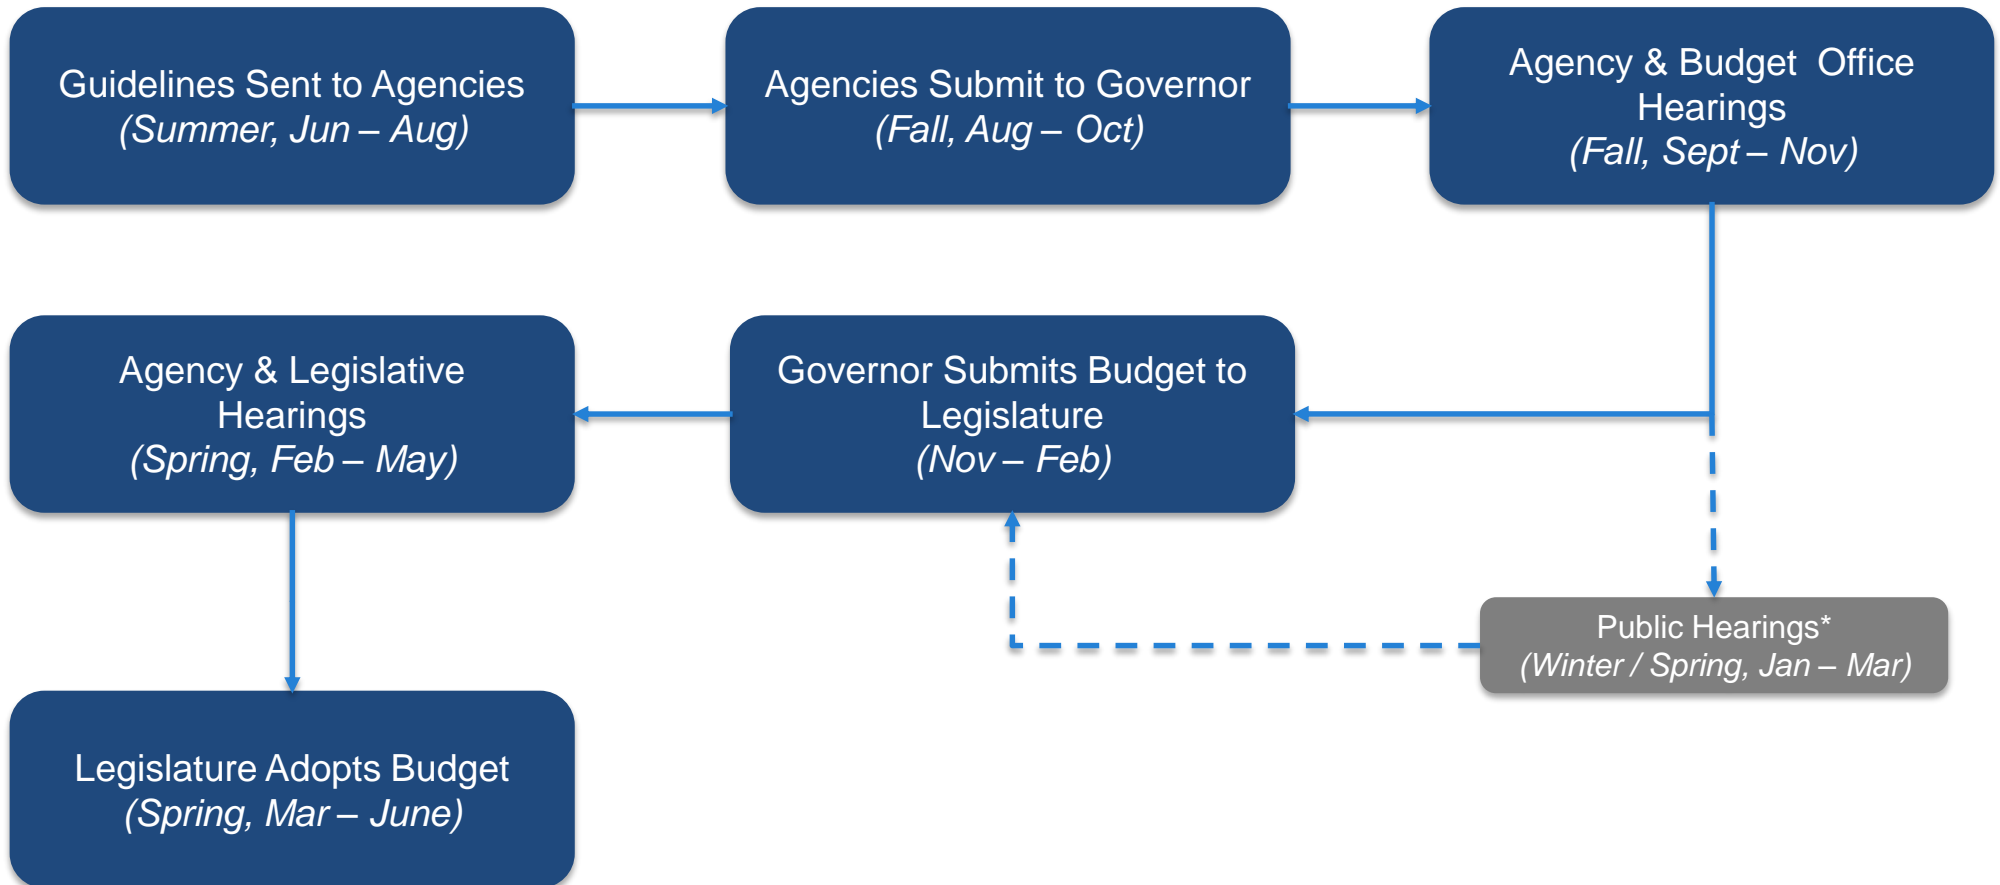 Guidelines Sent to Agencies
(Summer, Jun – Aug)
Agencies Submit to Governor
(Fall, Aug – Oct)
Agency & Budget  Office
Hearings
(Fall, Sept – Nov)
Agency & Legislative
Hearings
(Spring, Feb – May)
Governor Submits Budget to
Legislature
(Nov – Feb)
Public Hearings*
(Winter / Spring, Jan – Mar)
Legislature Adopts Budget
(Spring, Mar – June)